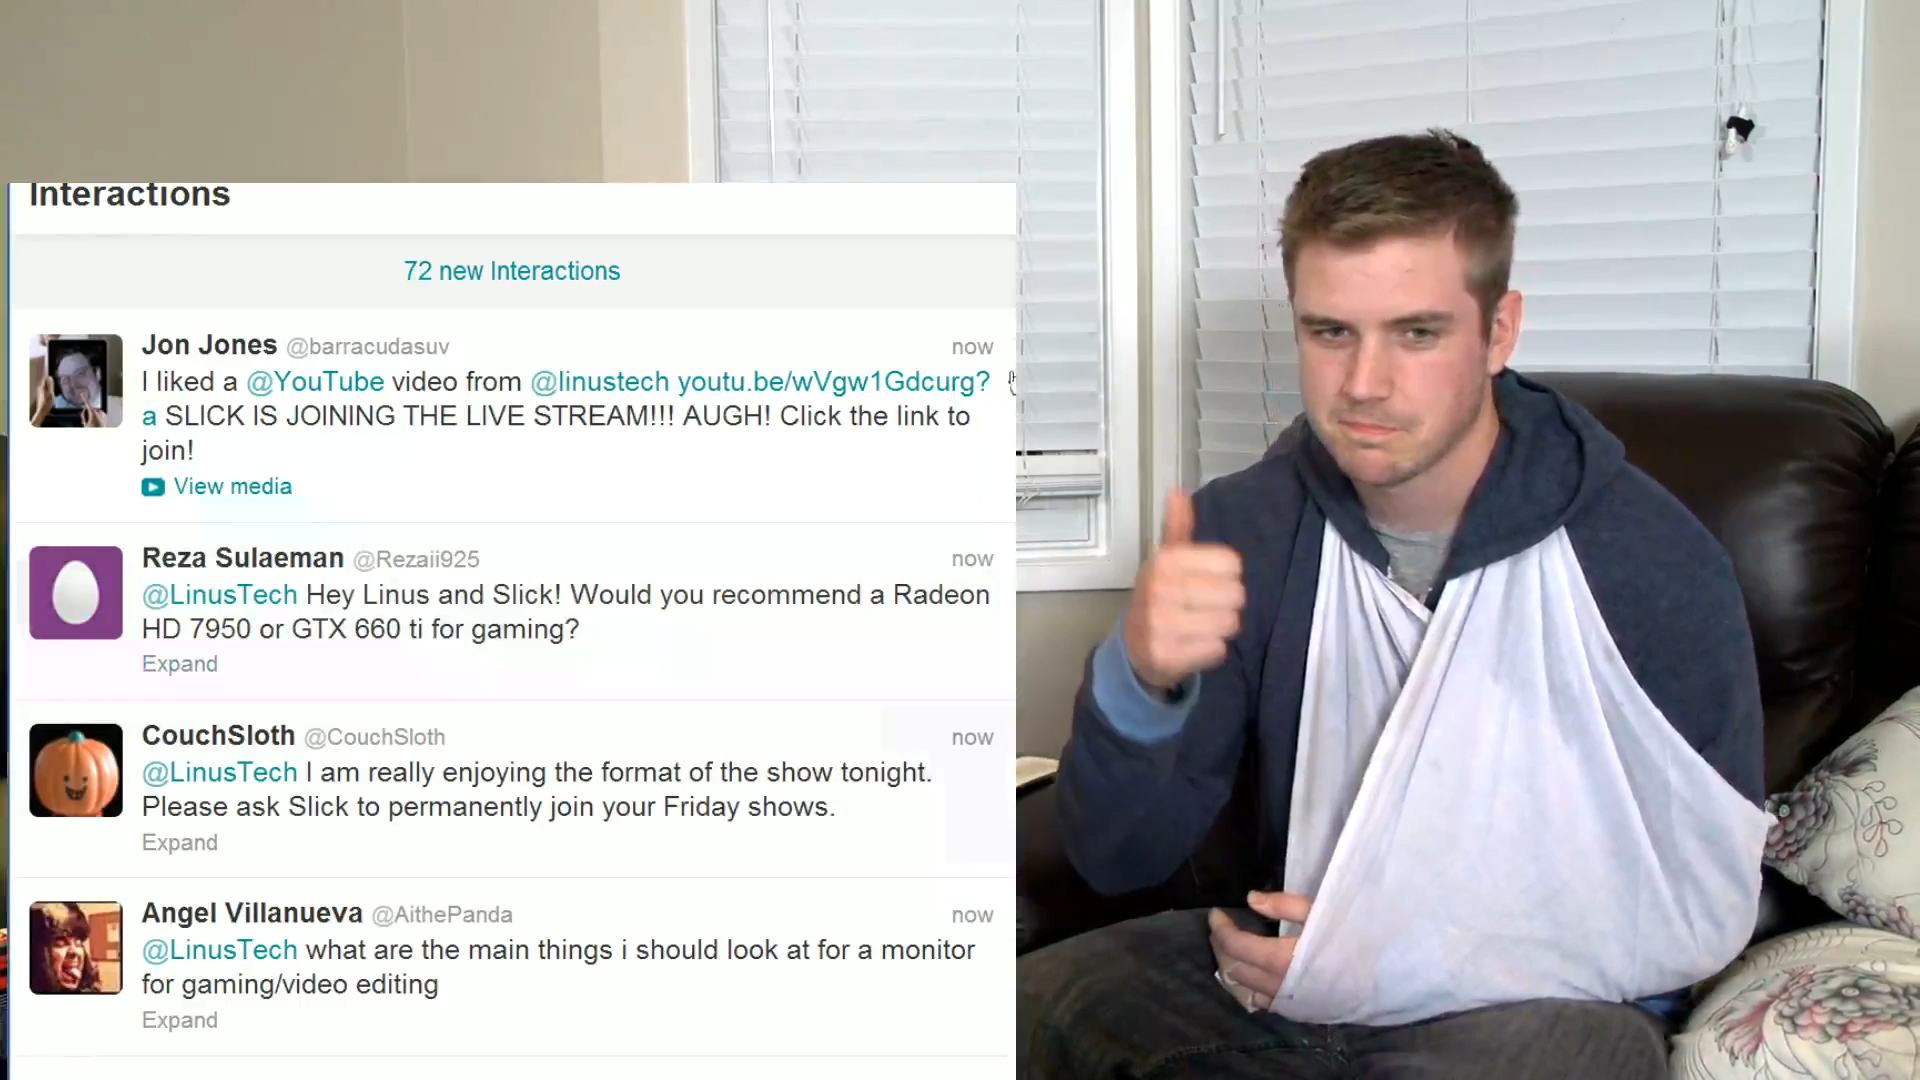 Interactions
72 new Interactions
Jon Jones @barracudasuv now
I liked a @YouTube video from @linustech youtu.be/wVgw1Gdcurg?
a SLICK IS JOINING THE LIVE STREAM!!! AUGH! Click the link to
join!
View media
Reza Sulaeman @Rezaii925 now
@LinusTech Hey Linus and Slick! Would you recommend a Radeon
HD 7950 or GTX 660 ti for gaming?
Expand
CouchSloth @CouchSloth now
@LinusTech I am really enjoying the format of the show tonight.
Please ask Slick to permanently join your Friday shows.
Expand
Angel Villanueva @AithePanda now
@LinusTech what are the main things i should look at for a monitor
for gaming/video editing
Expand